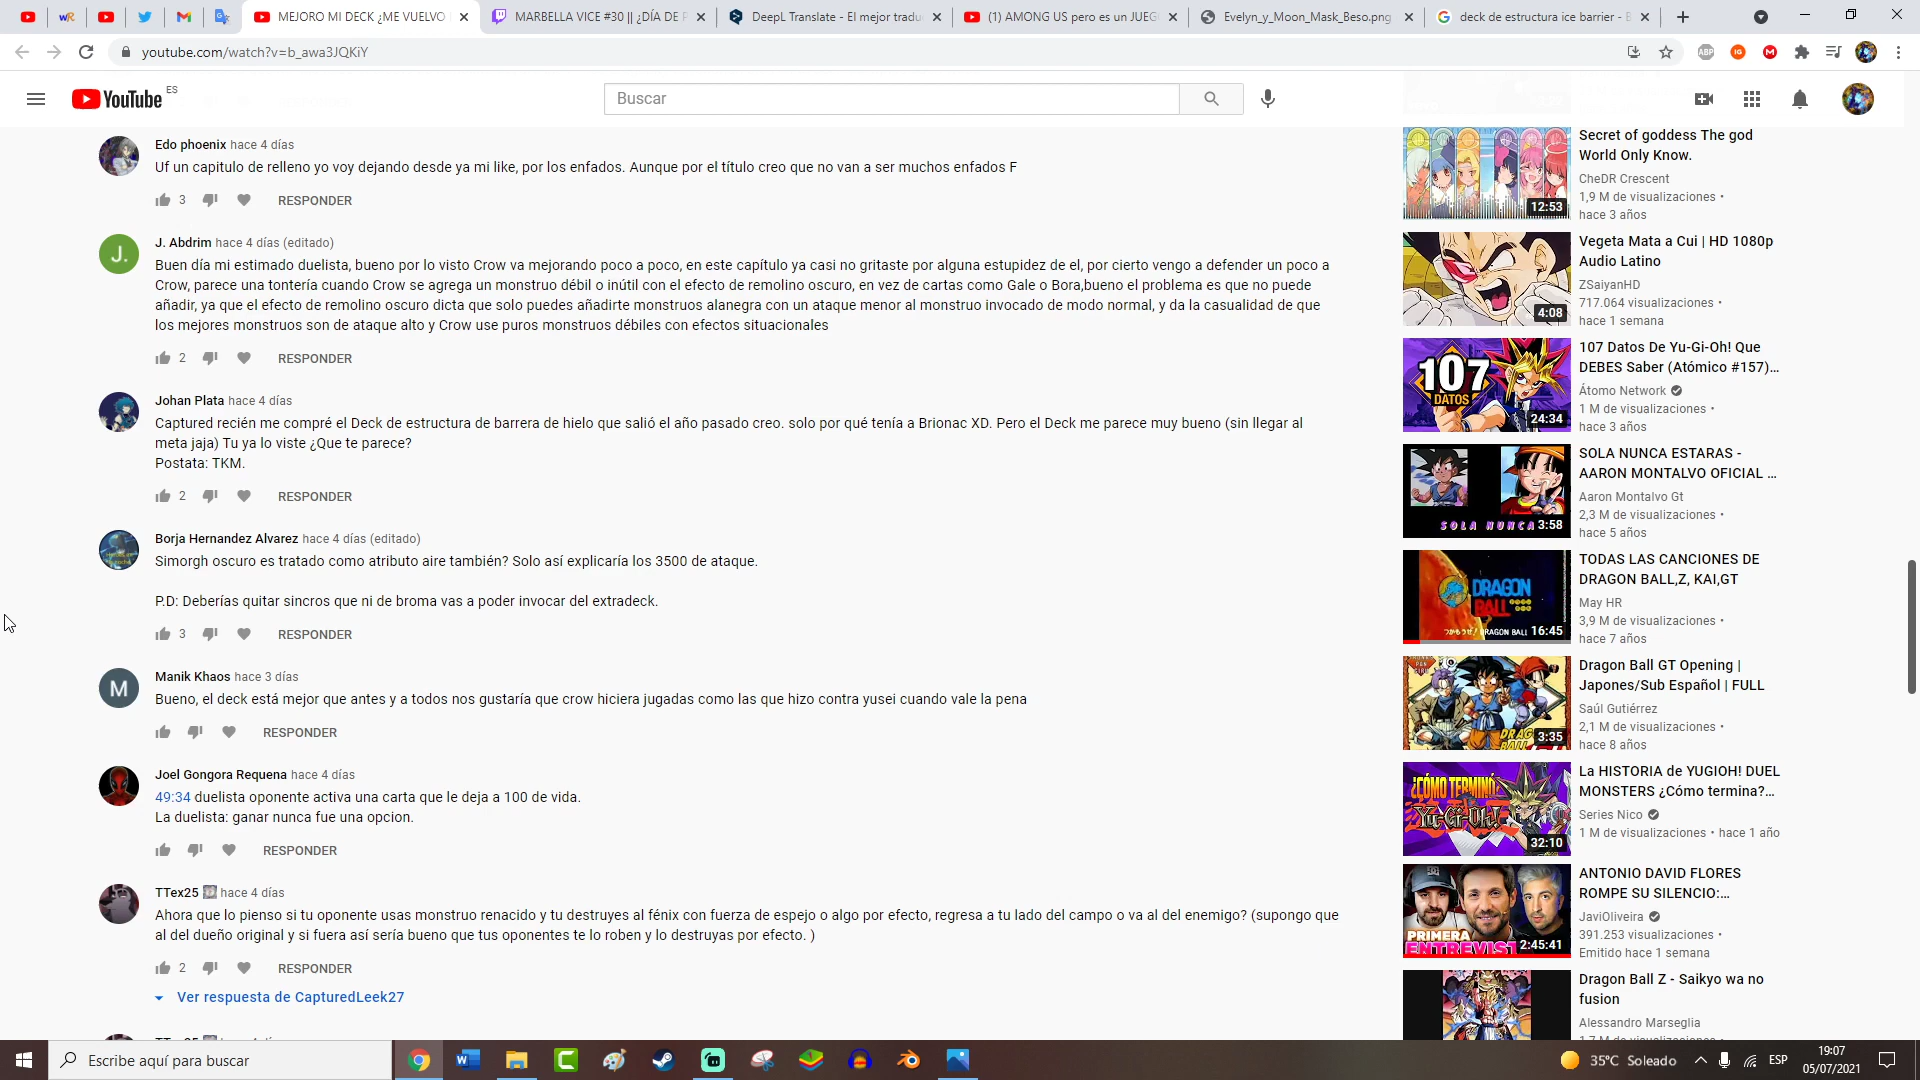 MEJORO MI DECK ¿ME VUELVO
MARBELLA VICE #30 || ¿DÍA DE
DeepL Translate - El mejor tradu
(1) AMONG US pero es un JUEG
Evelyn_y_Moon_Mask_Beso.png
deck de estructura ice barrier -
youtube.com/watch?v=b_awa3JQKiY
YouTube ES
Buscar
Edo phoenix hace 4 días
Uf un capitulo de relleno yo voy dejando desde ya mi like, por los enfados. Aunque por el título creo que no van a ser muchos enfados F
3 RESPONDER
J. Abdrim hace 4 días (editado)
Buen día mi estimado duelista, bueno por lo visto Crow va mejorando poco a poco, en este capítulo ya casi no gritaste por alguna estupidez de el, por cierto vengo a defender un poco a
Crow, parece una tontería cuando Crow se agrega un monstruo débil o inútil con el efecto de remolino oscuro, en vez de cartas como Gale o Bora,bueno el problema es que no puede
añadir, ya que el efecto de remolino oscuro dicta que solo puedes añadirte monstruos alanegra con un ataque menor al monstruo invocado de modo normal, y da la casualidad de que
los mejores monstruos son de ataque alto y Crow use puros monstruos débiles con efectos situacionales
2 RESPONDER
Johan Plata hace 4 días
Captured recién me compré el Deck de estructura de barrera de hielo que salió el año pasado creo. solo por qué tenía a Brionac XD. Pero el Deck me parece muy bueno (sin llegar al
meta jaja) Tu ya lo viste ¿Que te parece?
Postata: TKM.
2 RESPONDER
Borja Hernandez Alvarez hace 4 días (editado)
Simorgh oscuro es tratado como atributo aire también? Solo así explicaría los 3500 de ataque.
P.D: Deberías quitar sincros que ni de broma vas a poder invocar del extradeck.
3 RESPONDER
M
Manik Khaos hace 3 días
Bueno, el deck está mejor que antes y a todos nos gustaría que crow hiciera jugadas como las que hizo contra yusei cuando vale la pena
RESPONDER
Joel Gongora Requena hace 4 días
49:34 duelista oponente activa una carta que le deja a 100 de vida.
La duelista: ganar nunca fue una opcion.
RESPONDER
TTex25 hace 4 días
Ahora que lo pienso si tu oponente usas monstruo renacido y tu destruyes al fénix con fuerza de espejo o algo por efecto, regresa a tu lado del campo o va al del enemigo? (supongo que
al del dueño original y si fuera así sería bueno que tus oponentes te lo roben y lo destruyas por efecto. )
2 RESPONDER
Ver respuesta de CapturedLeek27
12:53
Secret of goddess The god
World Only Know.
CheDR Crescent
1,9 M de visualizaciones •
hace 3 años
4:08
Vegeta Mata a Cui | HD 1080p
Audio Latino
ZSaiyanHD
717.064 visualizaciones •
hace 1 semana
107
DATOS
24:34
107 Datos De Yu-Gi-Oh! Que
DEBES Saber (Atómico #157)...
Átomo Network
1 M de visualizaciones •
hace 3 años
SOLA NUNCA
3:58
SOLA NUNCA ESTARAS -
AARON MONTALVO OFICIAL ...
Aaron Montalvo Gt
2,3 M de visualizaciones •
hace 5 años
DRAGON
BALL
DRAGON BALL
16:45
TODAS LAS CANCIONES DE
DRAGON BALL,Z, KAI,GT
May HR
3,9 M de visualizaciones •
hace 7 años
3:35
Dragon Ball GT Opening |
Japones/Sub Español | FULL
Saúl Gutiérrez
2,1 M de visualizaciones •
hace 8 años
¿CÓMO TERMINÓ
Yu-Gi-Oh!
32:10
La HISTORIA de YUGIOH! DUEL
MONSTERS ¿Cómo termina?...
Series Nico
1 M de visualizaciones • hace 1 año
PRIMERA
ENTREVIST
2:45:41
ANTONIO DAVID FLORES
ROMPE SU SILENCIO:...
JaviOliveira
391.253 visualizaciones •
Emitido hace 1 semana
Dragon Ball Z - Saikyo wa no
fusion
Alessandro Marseglia
Escribe aquí para buscar
35°C Soleado
ESP
19:07
05/07/2021